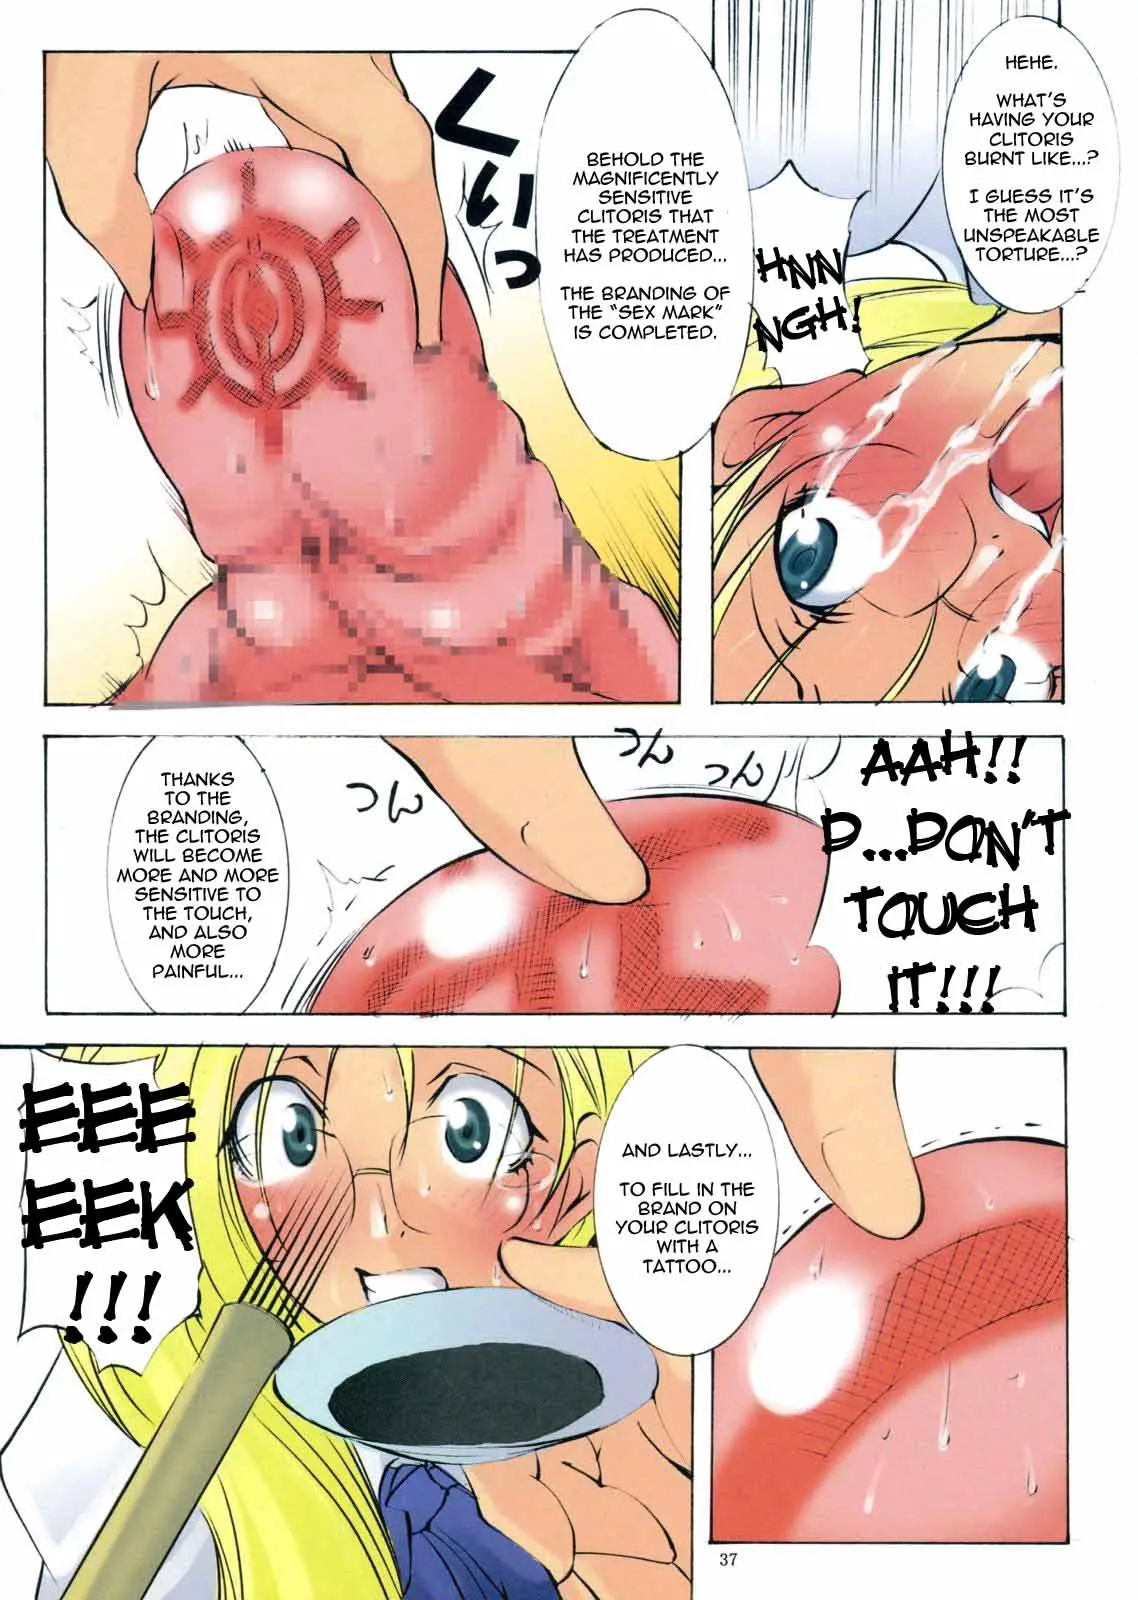 HEHE.
WHAT'S
HAVING YOUR
CLITORIS
BURNT LIKE...?
I GUESS IT'S
THE MOST
UNSPEAKABLE
TORTURE...?
HNN
NGH!
BEHOLD THE
MAGNIFICENTLY
SENSITIVE
CLITORIS THAT
THE TREATMENT
HAS PRODUCED...
THE BRANDING OF
THE "SEX MARK"
IS COMPLETED.
くいっ
AAH!!
D...DON'T
TOUCH
IT!!!
つん
つん
つん
THANKS
TO THE
BRANDING,
THE CLITORIS
WILL BECOME
MORE AND MORE
SENSITIVE TO
THE TOUCH,
AND ALSO
MORE
PAINFUL...
AND LASTLY...
TO FILL IN THE
BRAND ON
YOUR CLITORIS
WITH A
TATTOO...
EEE
EEK
!!!
37